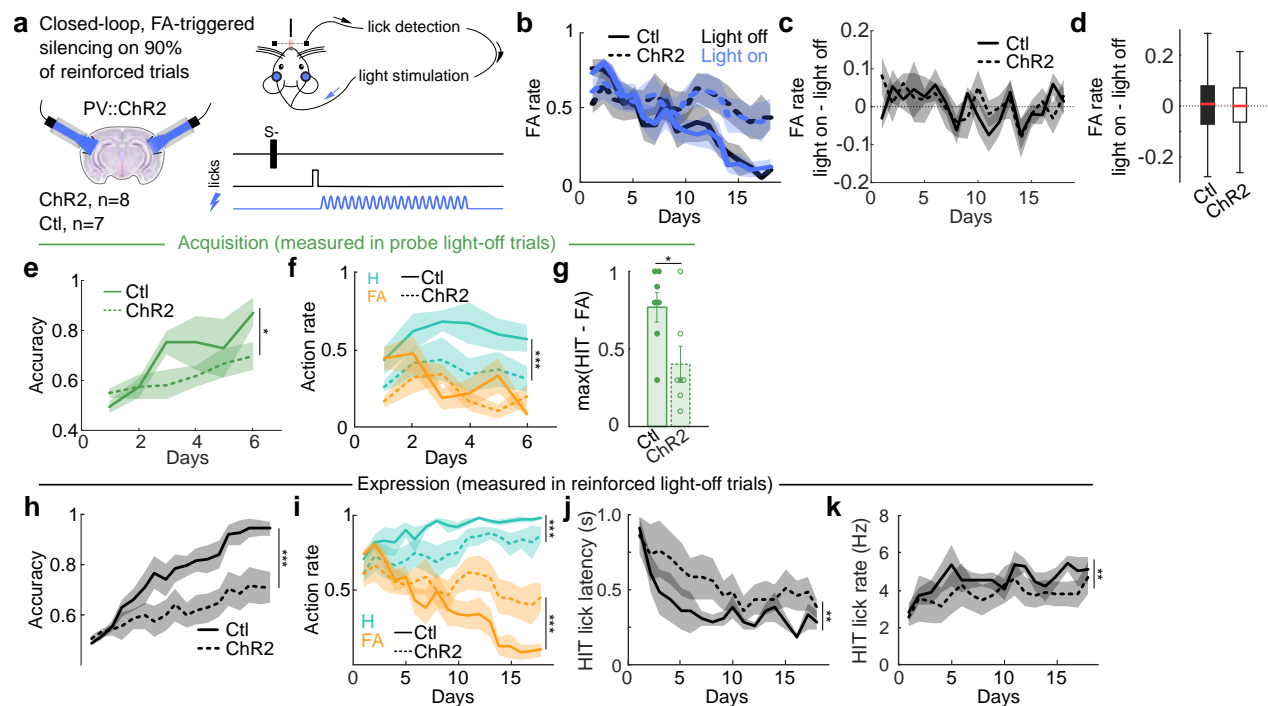 a
Closed-loop, FA-triggered
silencing on 90%
of reinforced trials
lick detection
light stimulation
PV::ChR2
S-
licks
ChR2, n=8
Ctl, n=7
b
1
0.5
0
FA rate
Ctl
ChR2
Light off
Light on
0 5 10 15
Days
c
0.2
0.1
0
-0.1
-0.2
FA rate
light on - light off
Ctl
ChR2
0 5 10 15
Days
d
0.2
0
-0.2
FA rate
light on - light off
Ctl
ChR2
Acquisition (measured in probe light-off trials)
e
1
0.8
0.6
0.4
Accuracy
Ctl
ChR2
*
0 2 4 6
Days
f
1
0.5
0
Action rate
H
FA
Ctl
ChR2
***
0 2 4 6
Days
g
1
0.5
0
max(HIT - FA)
*
Ctl
ChR2
Expression (measured in reinforced light-off trials)
h
1
0.8
0.6
Accuracy
Ctl
ChR2
***
i
1
0.5
0
Action rate
H
FA
Ctl
ChR2
***
***
0 5 10 15
Days
j
1.0
0.5
0
HIT lick latency (s)
**
0 5 10 15
Days
k
8
6
4
2
0
HIT lick rate (Hz)
**
0 5 10 15
Days